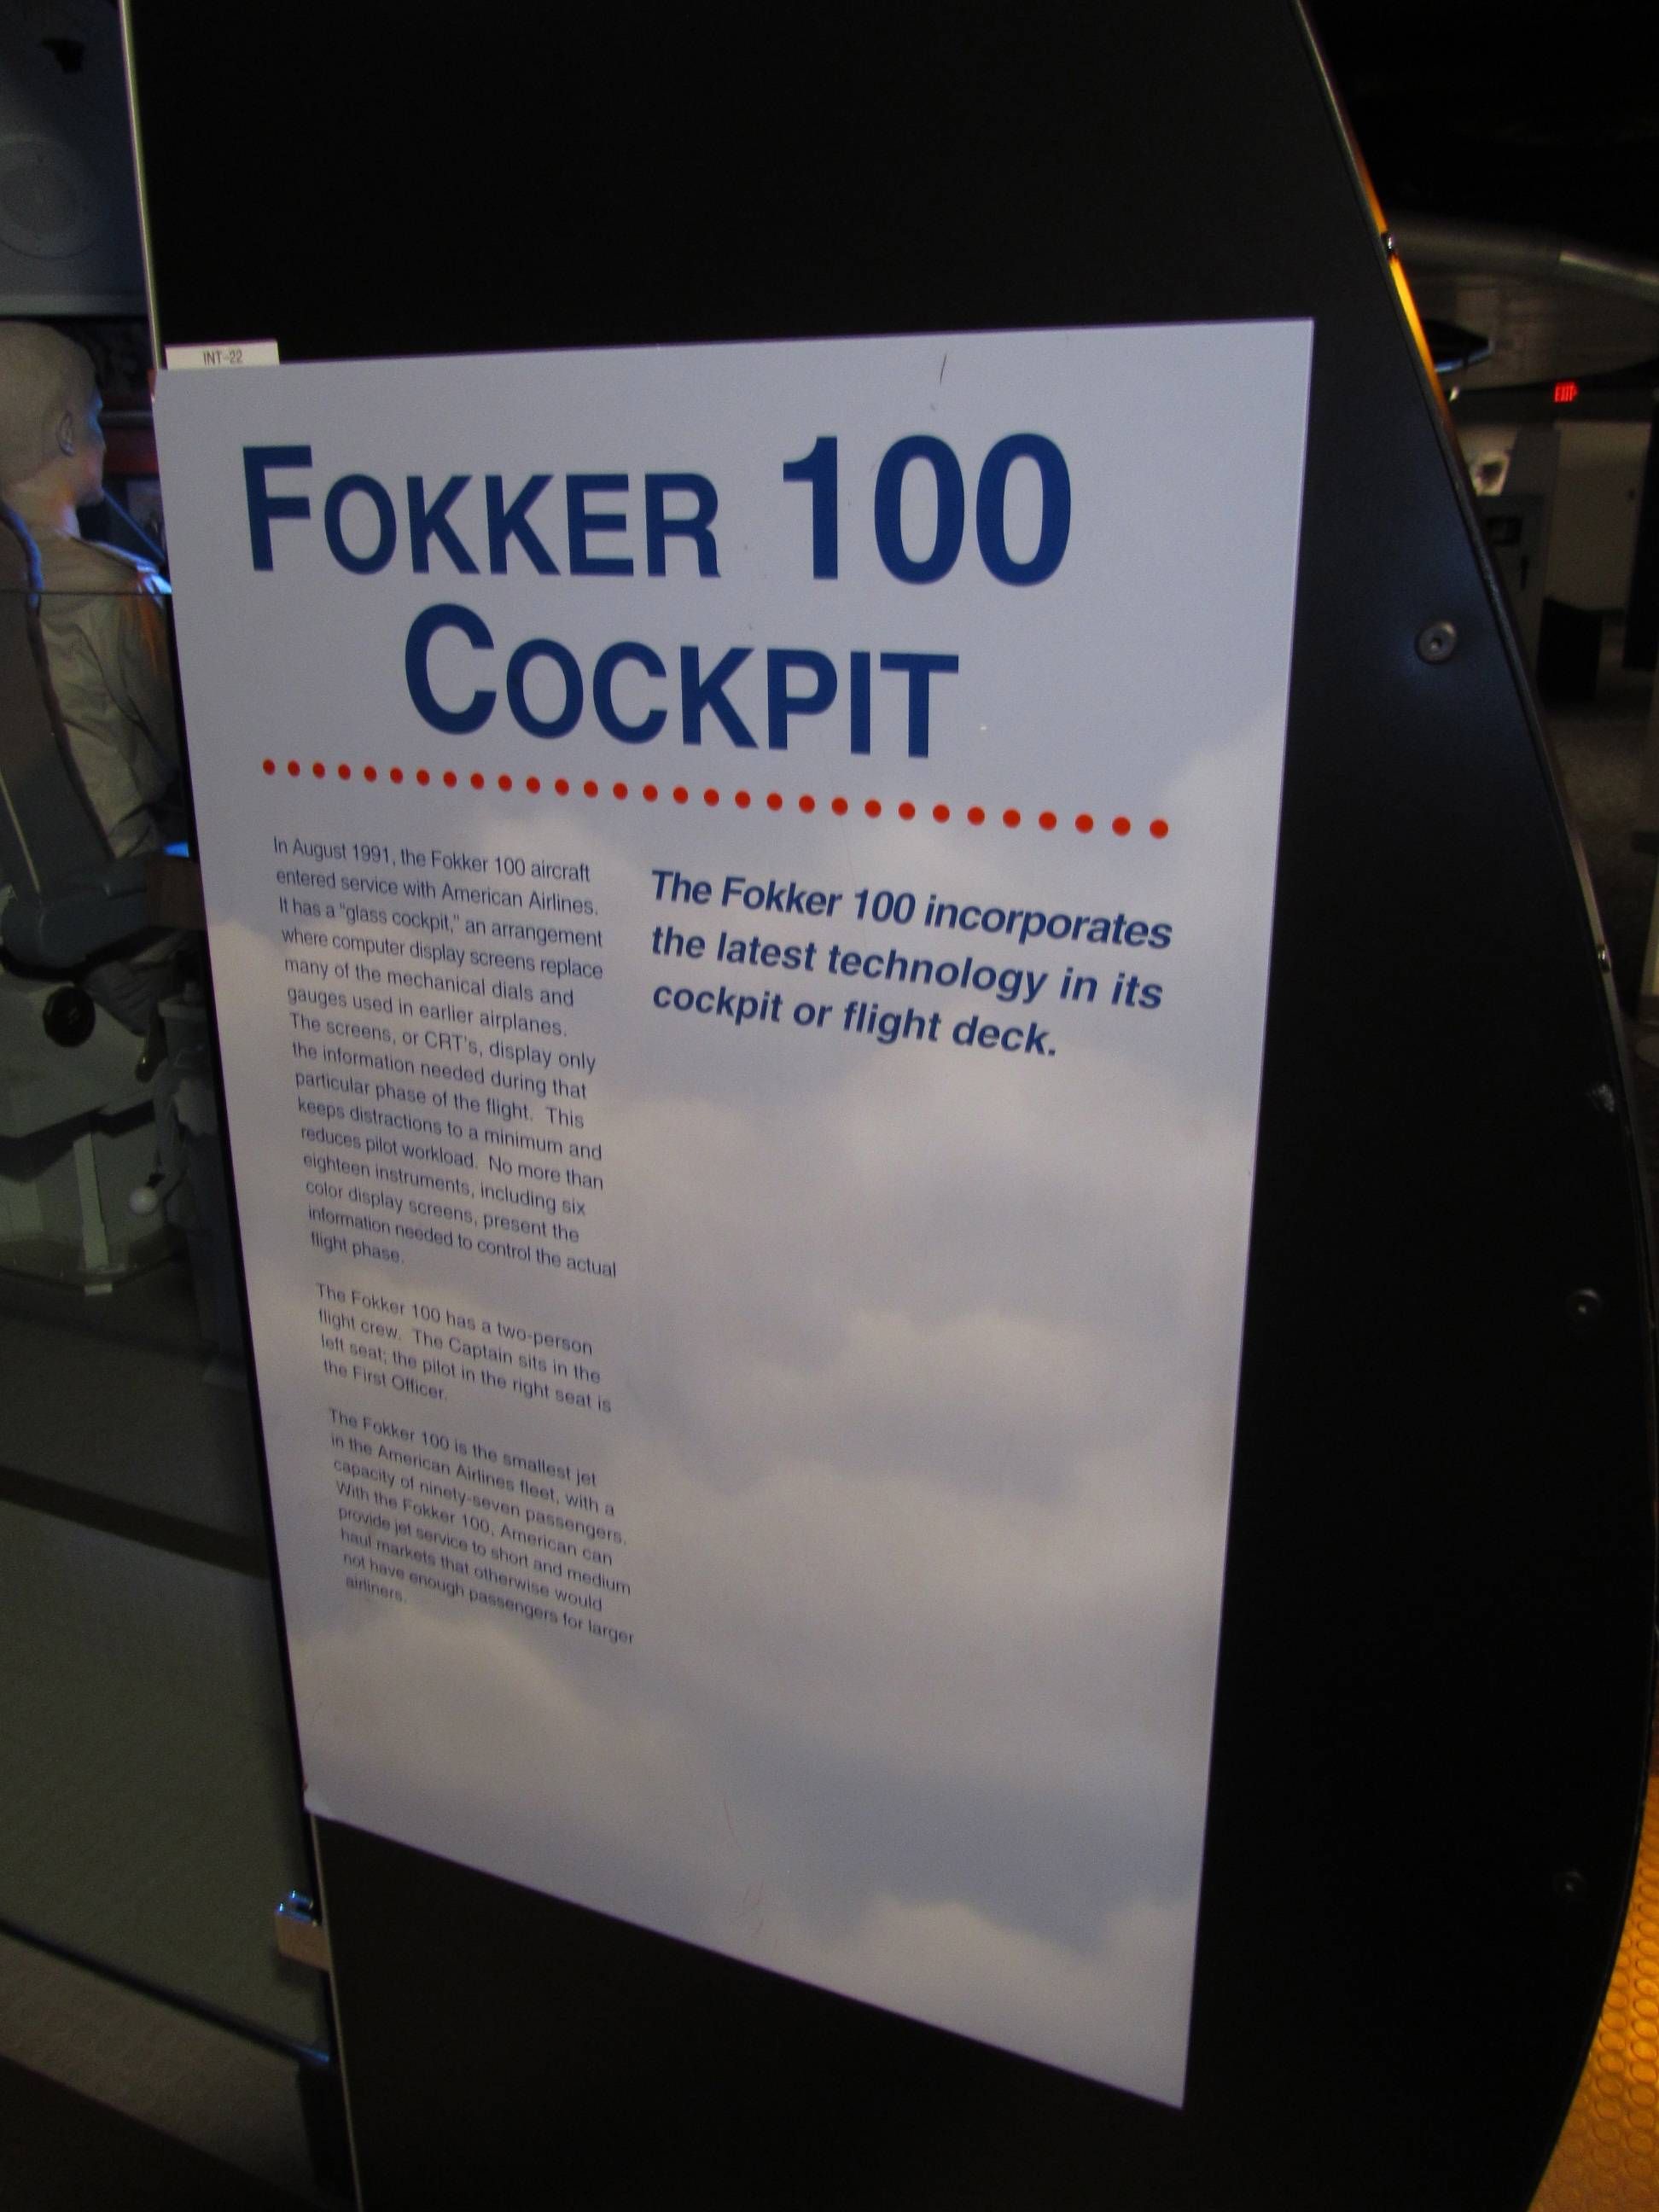 INT-22
FOKKER 100
COCKPIT
In August 1991, the Fokker 100 aircraft
entered service with American Airlines.
It has a “glass cockpit,” an arrangement
where computer display screens replace
many of the mechanical dials and
gauges used in earlier airplanes.
The screens, or CRT's, display only
the information needed during that
particular phase of the flight. This
keeps distractions to a minimum and
reduces pilot workload. No more than
eighteen instruments, including six
color display screens, present the
information needed to control the actual
flight phase.
The Fokker 100 has a two-person
flight crew. The Captain sits in the
left seat; the pilot in the right seat is
the First Officer.
The Fokker 100 is the smallest jet
in the American Airlines fleet, with a
capacity of ninety-seven passengers.
With the Fokker 100, American can
provide jet service to short and medium
haul markets that otherwise would
not have enough passengers for larger
airliners.
The Fokker 100 incorporates
the latest technology in its
cockpit or flight deck.
EXIT